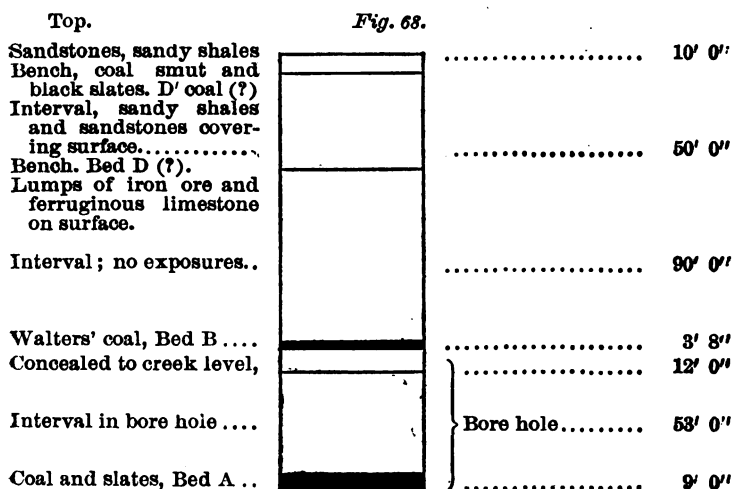 Top. Fig. 68.
Sandstones, sandy shales .................... 10' 0"
Bench, coal smut and
black slates. D' coal (?)
Interval, sandy shales
and sandstones cover-
ing surface............. .................... 50' 0"
Bench. Bed D (?).
Lumps of iron ore and
ferruginous limestone
on surface.
Interval; no exposures.. .................... 90' 0"
Walters' coal, Bed B .... .................... 3' 8"
Concealed to creek level, .................... 12' 0"
Interval in bore hole .... Bore hole......... 53' 0"
Coal and slates, Bed A .. .................... 9' 0"